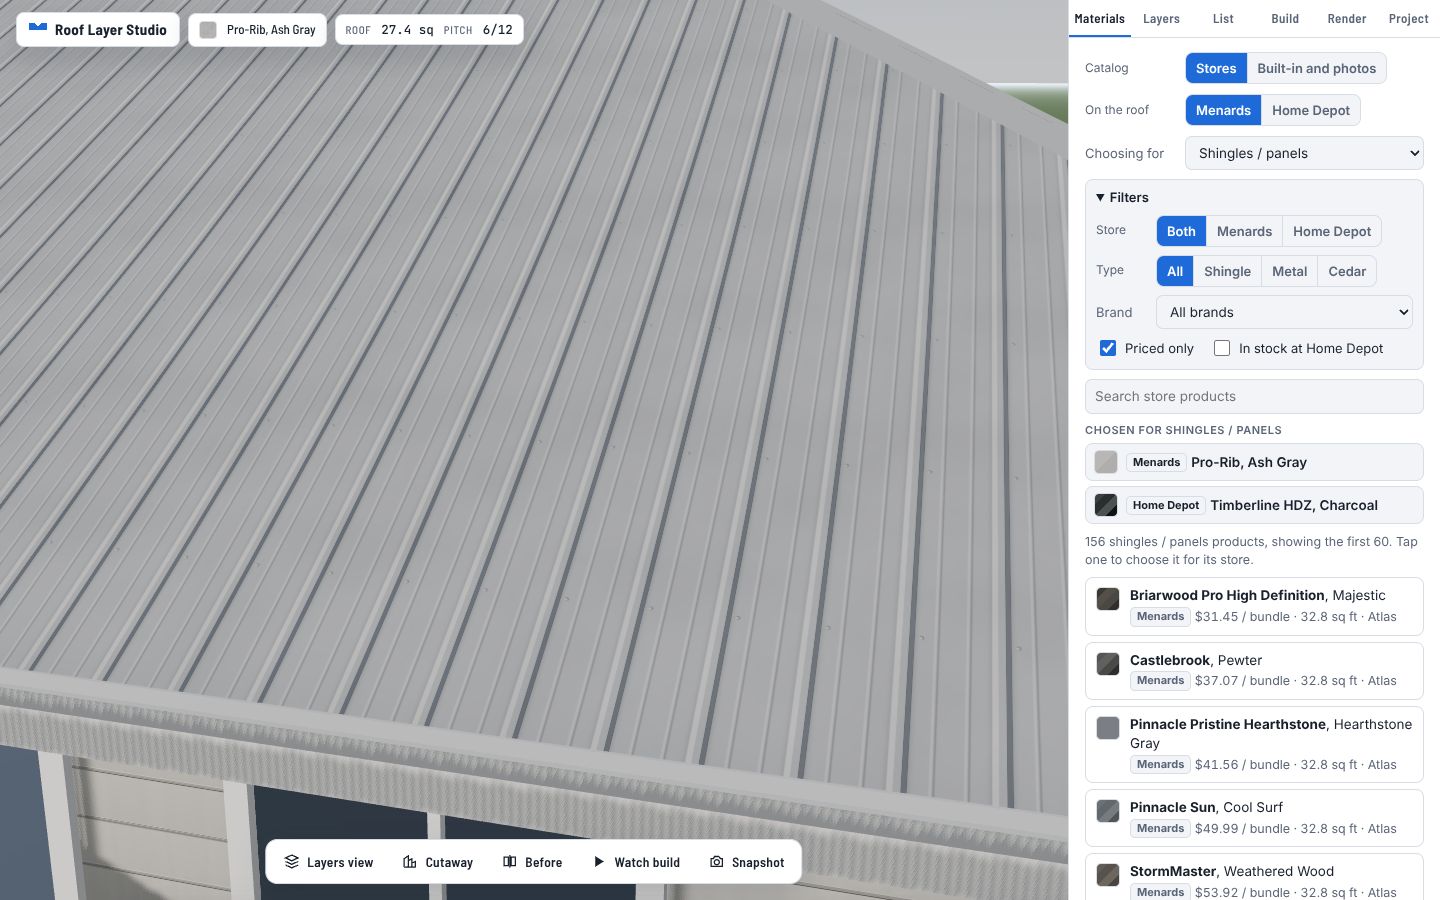 Roof Layer Studio
Pro-Rib, Ash Gray
ROOF 27.4 sq PITCH 6/12
Materials Layers List Build Render Project
Catalog Stores Built-in and photos
On the roof Menards Home Depot
Choosing for Shingles / panels
Filters
Store Both Menards Home Depot
Type All Shingle Metal Cedar
Brand All brands
Priced only In stock at Home Depot
Search store products
CHOSEN FOR SHINGLES / PANELS
Menards Pro-Rib, Ash Gray
Home Depot Timberline HDZ, Charcoal
156 shingles / panels products, showing the first 60. Tap
one to choose it for its store.
Briarwood Pro High Definition, Majestic
Menards $31.45 / bundle · 32.8 sq ft · Atlas
Castlebrook, Pewter
Menards $37.07 / bundle · 32.8 sq ft · Atlas
Pinnacle Pristine Hearthstone, Hearthstone
Gray
Menards $41.56 / bundle · 32.8 sq ft · Atlas
Pinnacle Sun, Cool Surf
Menards $49.99 / bundle · 32.8 sq ft · Atlas
StormMaster, Weathered Wood
Menards $53.92 / bundle · 32.8 sq ft · Atlas
Layers view Cutaway Before Watch build Snapshot